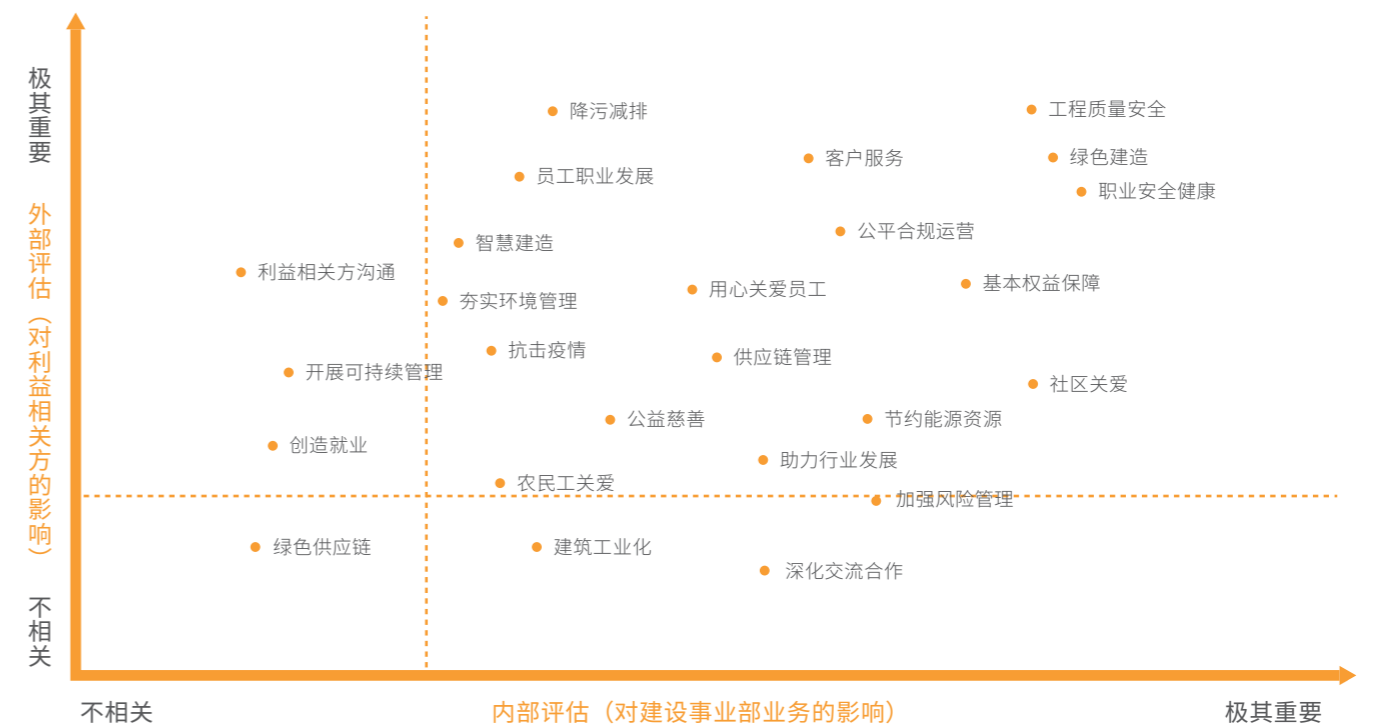 极其重要
外部评估（对利益相关方的影响）
不相关
降污减排
工程质量安全
客户服务
绿色建造
员工职业发展
职业安全健康
公平合规运营
智慧建造
利益相关方沟通
基本权益保障
用心关爱员工
夯实环境管理
抗击疫情
供应链管理
开展可持续管理
社区关爱
公益慈善
节约能源资源
创造就业
助力行业发展
农民工关爱
加强风险管理
绿色供应链
建筑工业化
深化交流合作
不相关
内部评估（对建设事业部业务的影响）
极其重要